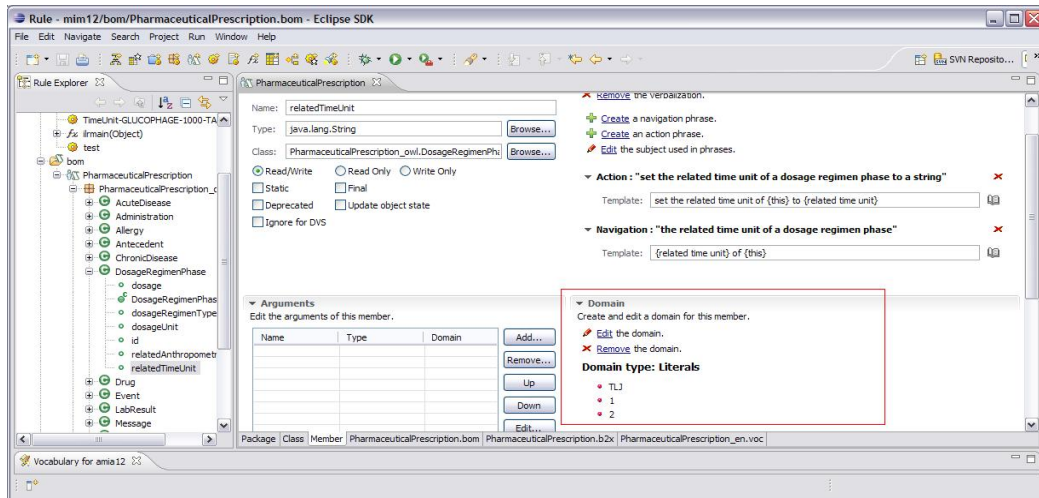 Rule - mim12/bom/PharmaceuticalPrescription.bom - Eclipse SDK
File Edit Navigate Search Project Run Window Help
SVN Reposito...
Rule Explorer
TimeUnit-GLUCOPHAGE-1000-TA
ilrmain(Object)
test
bom
PharmaceuticalPrescription
PharmaceuticalPrescription_c
AcuteDisease
Administration
Allergy
Antecedent
ChronicDisease
DosageRegimenPhase
dosage
DosageRegimenPhas
dosageRegimenType
dosageUnit
id
relatedAnthropometr
relatedTimeUnit
Drug
Event
LabResult
Message
PharmaceuticalPrescription
Name: relatedTimeUnit
Type: java.lang.String Browse...
Class: PharmaceuticalPrescription_owl.DosageRegimenPha Browse...
Read/Write Read Only Write Only
Static Final
Deprecated Update object state
Ignore for DVS
Remove the verbalization.
Create a navigation phrase.
Create an action phrase.
Edit the subject used in phrases.
Action : "set the related time unit of a dosage regimen phase to a string"
Template: set the related time unit of {this} to {related time unit}
Navigation : "the related time unit of a dosage regimen phase"
Template: {related time unit} of {this}
Arguments
Edit the arguments of this member.
Name Type Domain
Add...
Remove...
Up
Down
Edit...
Domain
Create and edit a domain for this member.
Edit the domain.
Remove the domain.
Domain type: Literals
TLJ
1
2
Package Class Member PharmaceuticalPrescription.bom PharmaceuticalPrescription.b2x PharmaceuticalPrescription_en.voc
Vocabulary for amia12